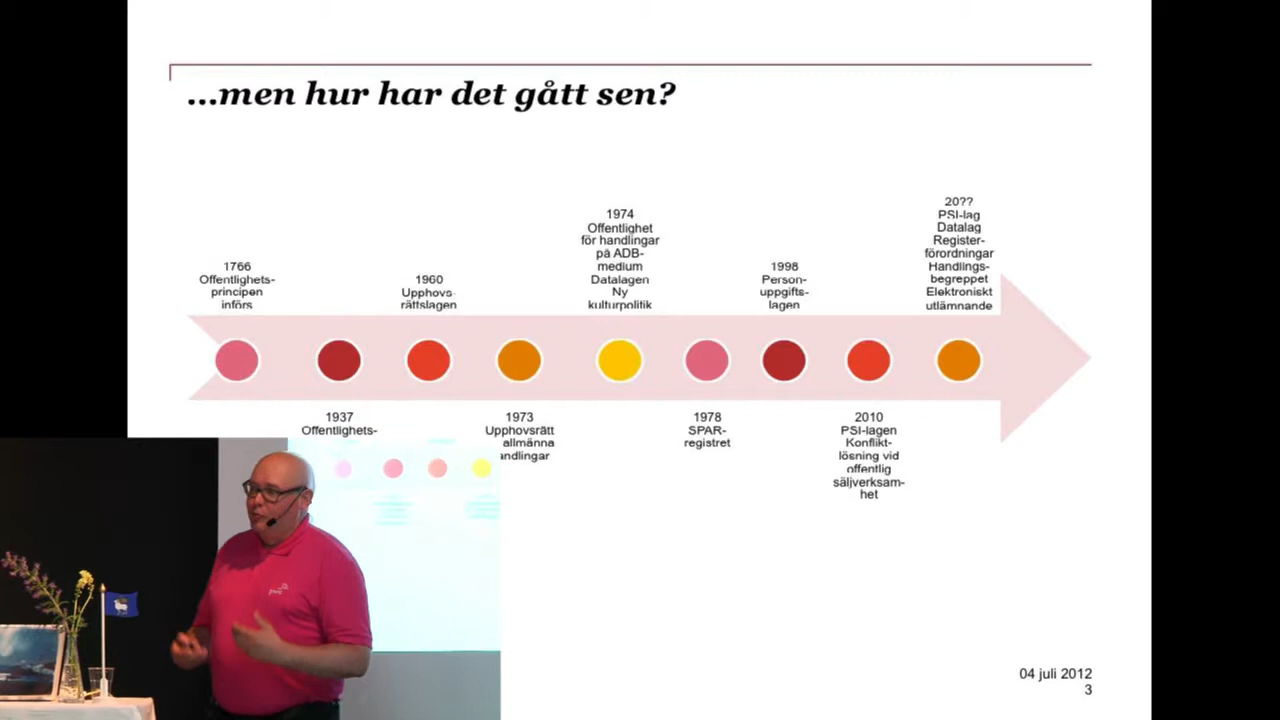 ...men hur har det gått sen?
1766
Offentlighets-
principen
införs
1960
Upphovs-
rättslagen
1974
Offentlighet
för handlingar
på ADB-
medium
Datalagen
Ny
kulturpolitik
1998
Person-
uppgifts-
lagen
20??
PSI-lag
Datalag
Register-
förordningar
Handlings-
begreppet
Elektroniskt
utlämnande
1937
Offentlighets-
1973
Upphovsrätt
allmänna
andlingar
1978
SPAR-
registret
2010
PSI-lagen
Konflikt-
lösning vid
offentlig
säljverksam-
het
pwc
04 juli 2012
3